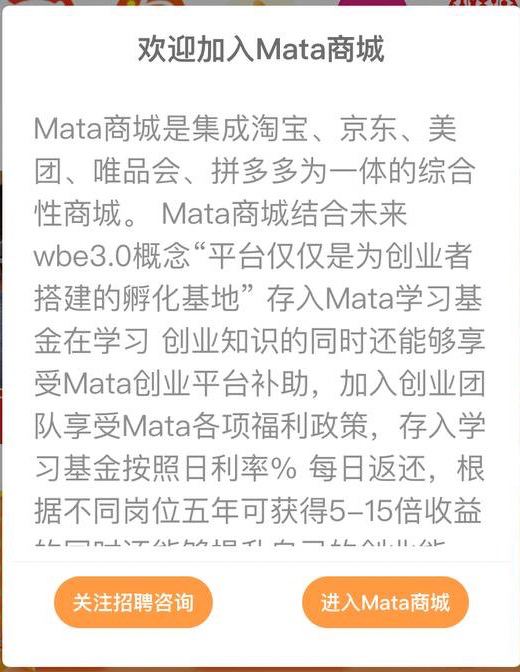 欢迎加入Mata商城
Mata商城是集成淘宝、京东、美
团、唯品会、拼多多为一体的综合
性商城。 Mata商城结合未来
wbe3.0概念“平台仅仅是为创业者
搭建的孵化基地” 存入Mata学习基
金在学习 创业知识的同时还能够享
受Mata创业平台补助，加入创业团
队享受Mata各项福利政策，存入学
习基金按照日利率% 每日返还，根
据不同岗位五年可获得5–15倍收益
关注招聘咨询
进入Mata商城